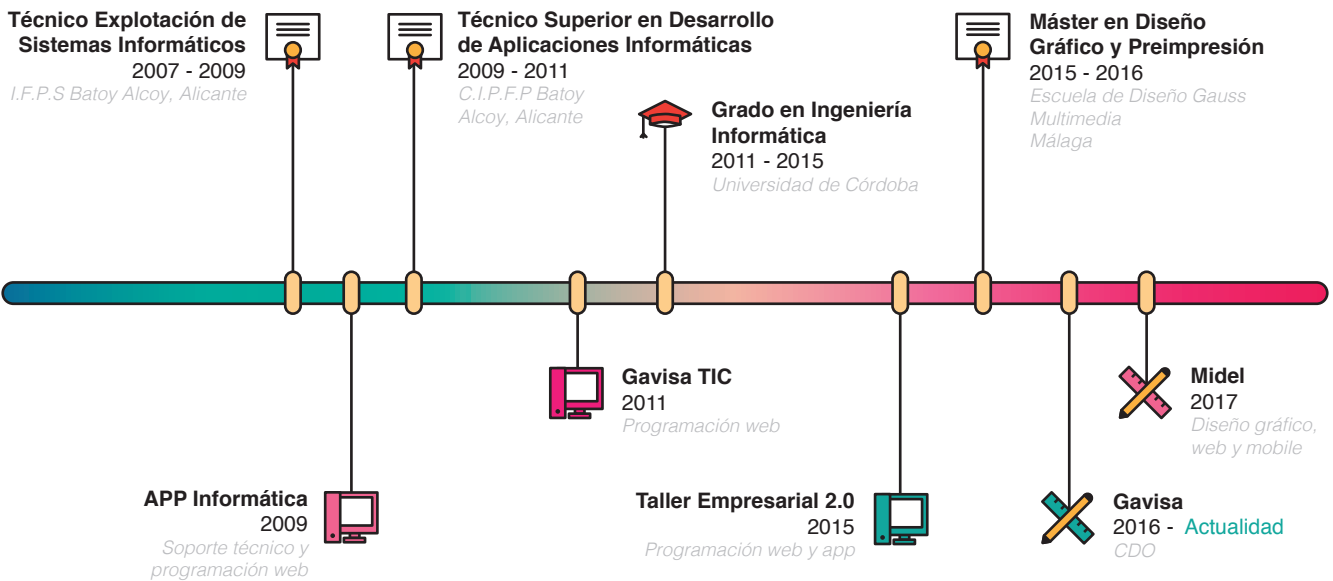 Técnico Explotación de
Sistemas Informáticos
2007 - 2009
I.F.P.S Batoy Alcoy, Alicante
Técnico Superior en Desarrollo
de Aplicaciones Informáticas
2009 - 2011
C.I.P.F.P Batoy
Alcoy, Alicante
Grado en Ingeniería
Informática
2011 - 2015
Universidad de Córdoba
Máster en Diseño
Gráfico y Preimpresión
2015 - 2016
Escuela de Diseño Gauss
Multimedia
Málaga
APP Informática
2009
Soporte técnico y
programación web
Gavisa TIC
2011
Programación web
Taller Empresarial 2.0
2015
Programación web y app
Gavisa
2016 - Actualidad
CDO
Midel
2017
Diseño gráfico,
web y mobile